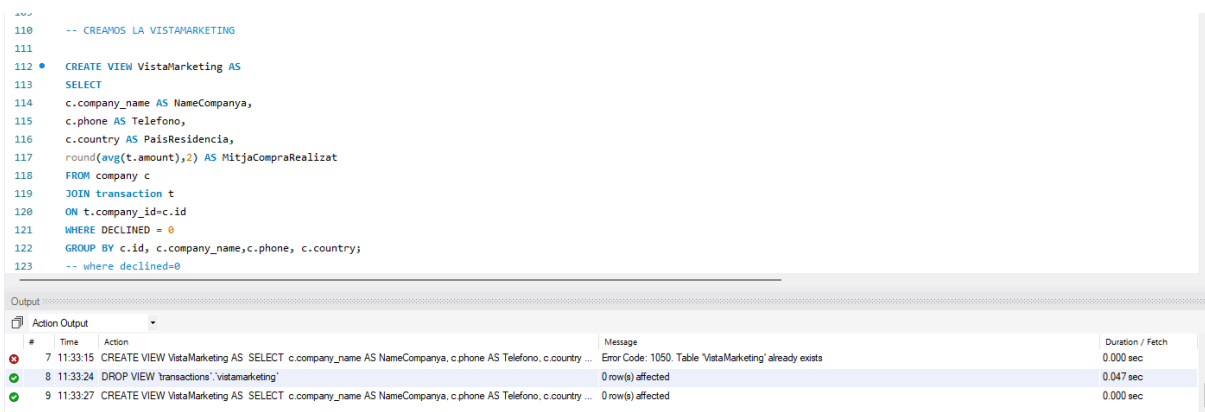 110 -- CREAMOS LA VISTAMARKETING
111
112 CREATE VIEW VistaMarketing AS
113 SELECT
114 c.company_name AS NameCompanya,
115 c.phone AS Telefono,
116 c.country AS PaisResidencia,
117 round(avg(t.amount),2) AS MitjaCompraRealizat
118 FROM company c
119 JOIN transaction t
120 ON t.company_id=c.id
121 WHERE DECLINED = 0
122 GROUP BY c.id, c.company_name,c.phone, c.country;
123 -- where declined=0
Output
Action Output
# Time Action Message Duration / Fetch
7 11:33:15 CREATE VIEW VistaMarketing AS SELECT c.company_name AS NameCompanya, c.phone AS Telefono, c.country ... Error Code: 1050. Table 'VistaMarketing' already exists 0.000 sec
8 11:33:24 DROP VIEW `transactions`.`vistamarketing` 0 row(s) affected 0.047 sec
9 11:33:27 CREATE VIEW VistaMarketing AS SELECT c.company_name AS NameCompanya, c.phone AS Telefono, c.country ... 0 row(s) affected 0.000 sec